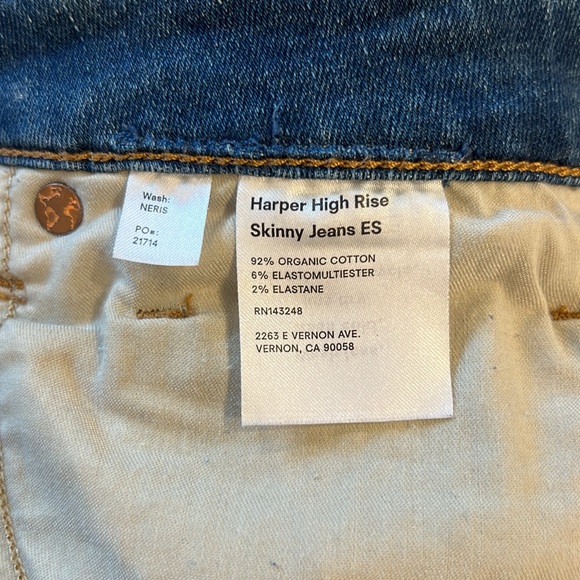 Wash:
NERIS
PO#:
21714
Harper High Rise
Skinny Jeans ES
92% ORGANIC COTTON
6% ELASTOMULTIESTER
2% ELASTANE
RN143248
2263 E VERNON AVE.
VERNON, CA 90058